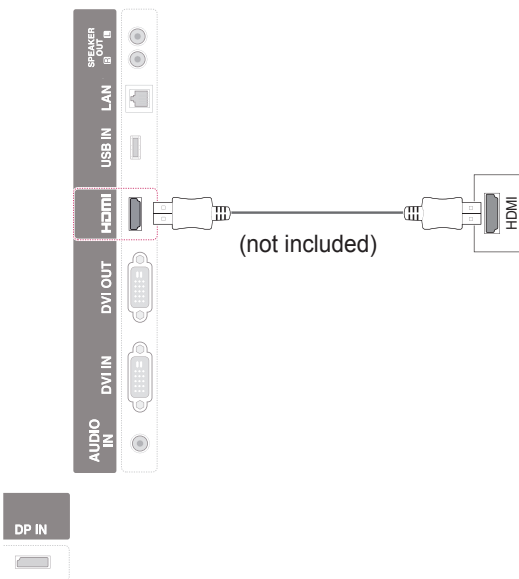 SPEAKER
OUT
R L
LAN
USB IN
HDMI
(not included)
HDMI
DVI OUT
DVI IN
AUDIO
IN
DP IN